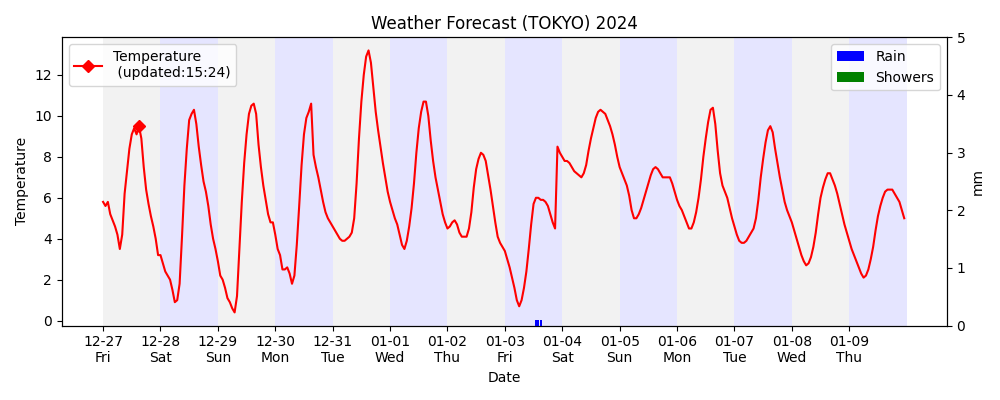 Weather Forecast (TOKYO) 2024
Temperature
(updated:15:24)
Rain
Showers
Temperature
12
10
8
6
4
2
0
5
4
3
2
1
0
mm
12-27 12-28 12-29 12-30 12-31 01-01 01-02 01-03 01-04 01-05 01-06 01-07 01-08 01-09
Fri Sat Sun Mon Tue Wed Thu Fri Sat Sun Mon Tue Wed Thu
Date